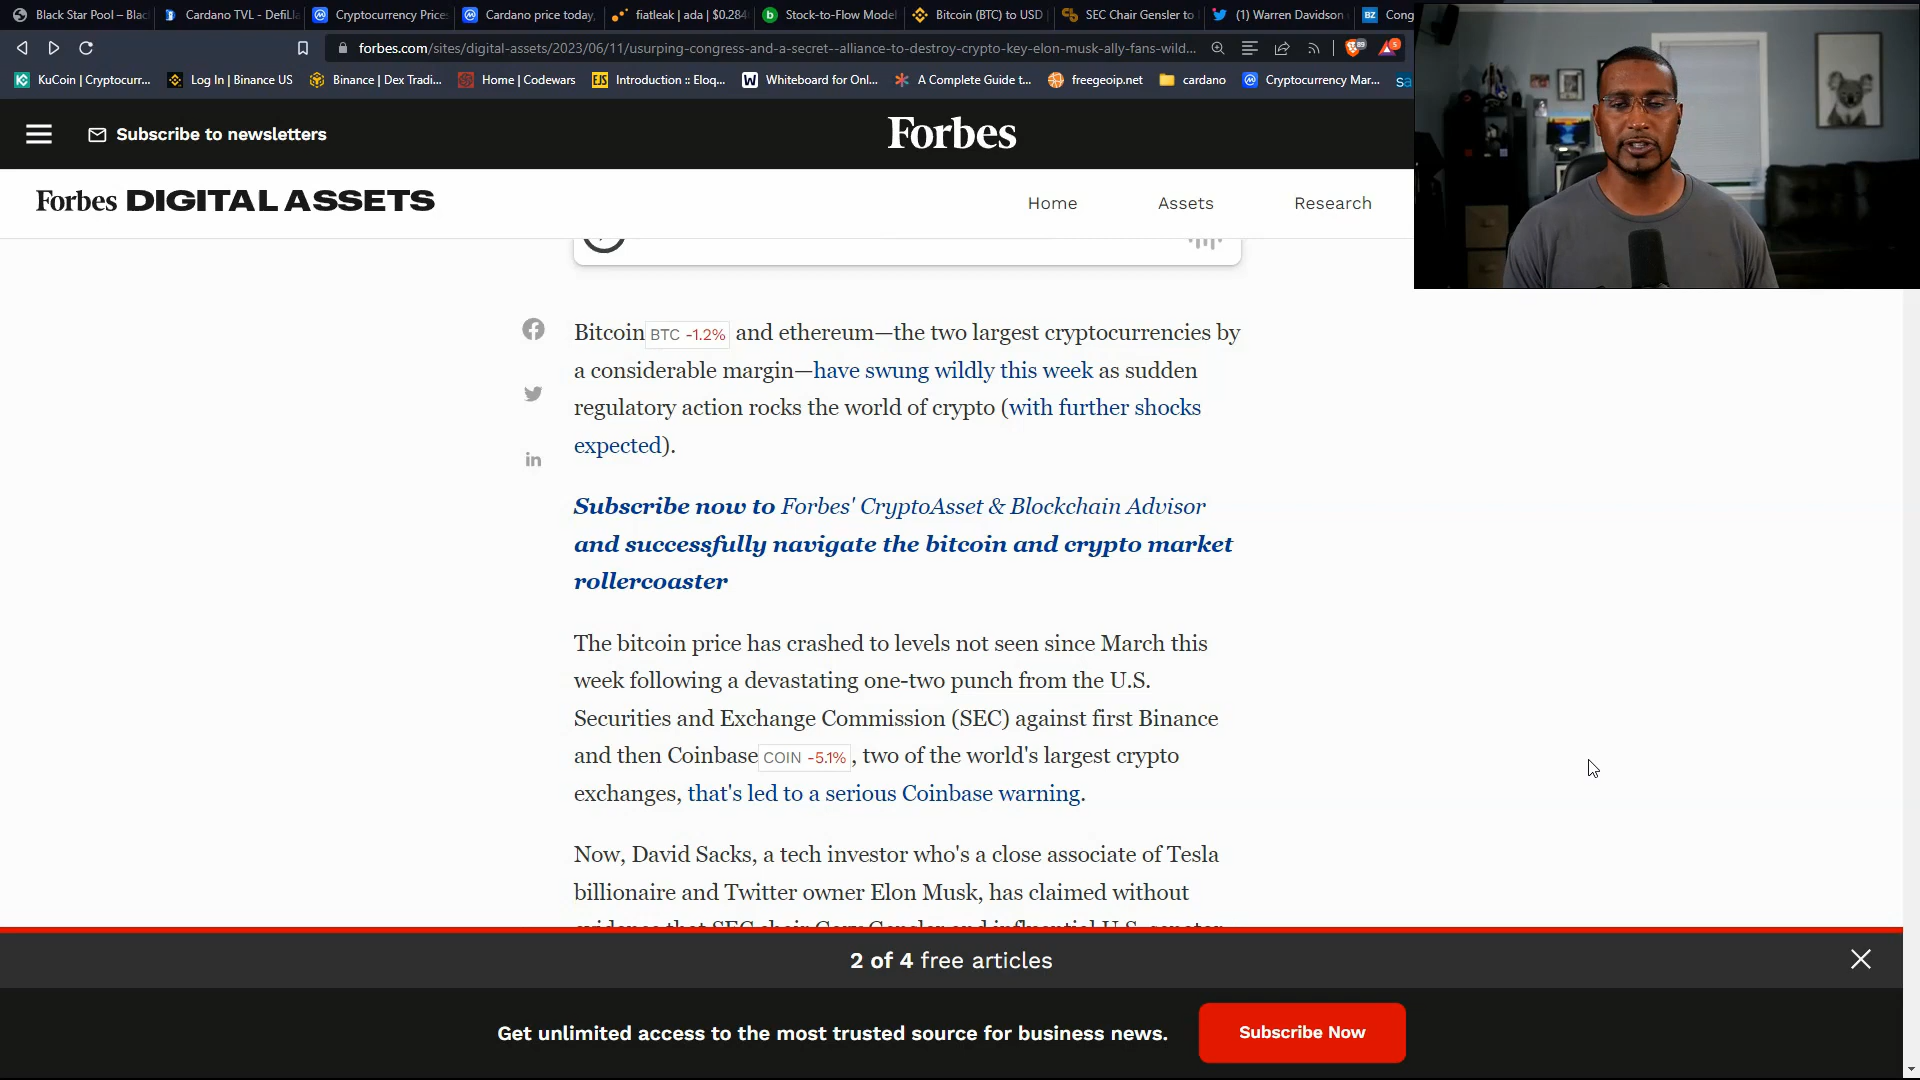 Black Star Pool – Blac
Cardano TVL - DefiLl
Cryptocurrency Price
Cardano price today,
fiatleak | ada | $0.284
Stock-to-Flow Model
Bitcoin (BTC) to USD
SEC Chair Gensler to
(1) Warren Davidson
Cong
forbes.com/sites/digital-assets/2023/06/11/usurping-congress-and-a-secret--alliance-to-destroy-crypto-key-elon-musk-ally-fans-wild...
KuCoin | Cryptocurr...
Log In | Binance US
Binance | Dex Tradi...
Home | Codewars
Introduction :: Eloq...
Whiteboard for Onl...
A Complete Guide t...
freegeoip.net
cardano
Cryptocurrency Mar...
sa
Subscribe to newsletters
Forbes
Forbes DIGITAL ASSETS
Home
Assets
Research
Bitcoin BTC -1.2% and ethereum—the two largest cryptocurrencies by
a considerable margin—have swung wildly this week as sudden
regulatory action rocks the world of crypto (with further shocks
expected).
Subscribe now to Forbes' CryptoAsset & Blockchain Advisor
and successfully navigate the bitcoin and crypto market
rollercoaster
The bitcoin price has crashed to levels not seen since March this
week following a devastating one-two punch from the U.S.
Securities and Exchange Commission (SEC) against first Binance
and then Coinbase COIN -5.1% , two of the world's largest crypto
exchanges, that's led to a serious Coinbase warning.
Now, David Sacks, a tech investor who's a close associate of Tesla
billionaire and Twitter owner Elon Musk, has claimed without
evidence that SEC chair Gary Gensler and influential U.S. senator
2 of 4 free articles
Get unlimited access to the most trusted source for business news.
Subscribe Now